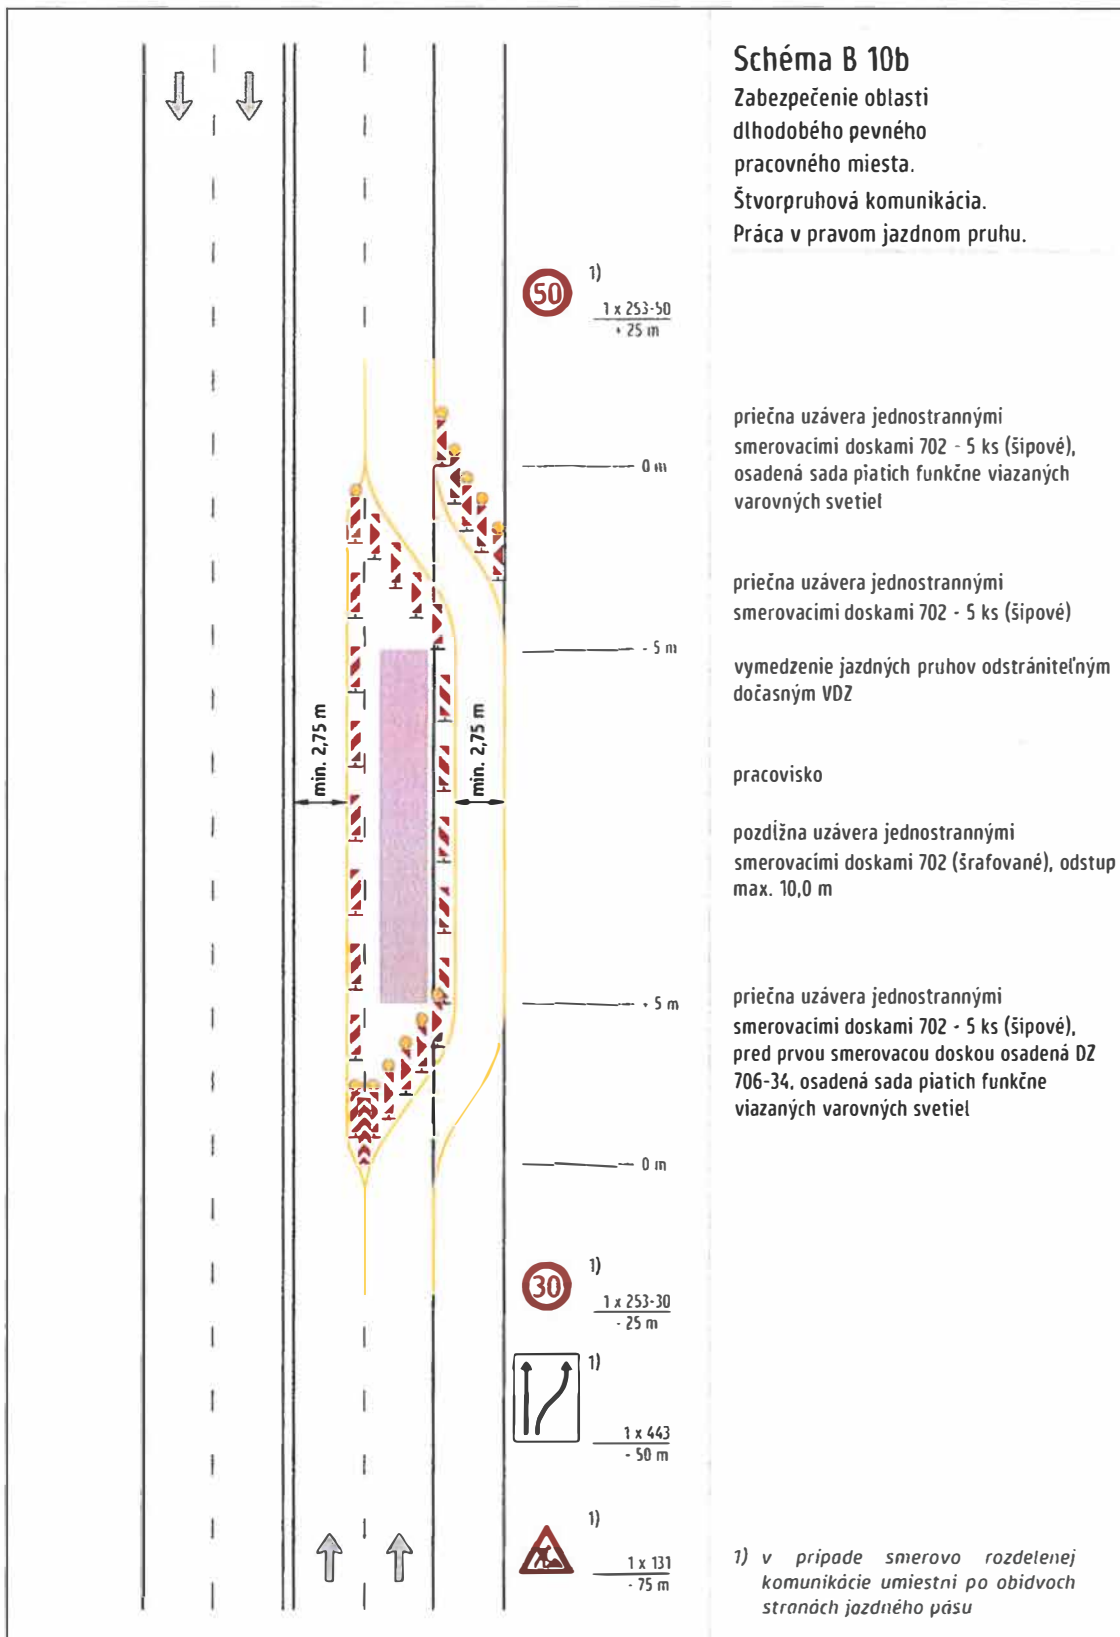 Schéma B 10b
Zabezpečenie oblasti
dlhodobého pevného
pracovného miesta.
Štvorpruhová komunikácia.
Práca v pravom jazdnom pruhu.
50
1)
1 x 253-50
+ 25 m
priečna uzávera jednostrannými
smerovacími doskami 702 - 5 ks (šípové),
osadená sada piatich funkčne viazaných
varovných svetiel
0 m
priečna uzávera jednostrannými
smerovacími doskami 702 - 5 ks (šípové)
- 5 m
vymedzenie jazdných pruhov odstrániteľným
dočasným VDZ
min. 2,75 m
min. 2,75 m
pracovisko
pozdĺžna uzávera jednostrannými
smerovacími doskami 702 (šrafované), odstup
max. 10,0 m
+ 5 m
priečna uzávera jednostrannými
smerovacími doskami 702 - 5 ks (šípové),
pred prvou smerovacou doskou osadená DZ
706-34, osadená sada piatich funkčne
viazaných varovných svetiel
0 m
30
1)
1 x 253-30
- 25 m
1)
1 x 443
- 50 m
1)
1 x 131
- 75 m
1) v prípade smerovo rozdelenej
komunikácie umiestni po obidvoch
stranách jazdného pásu